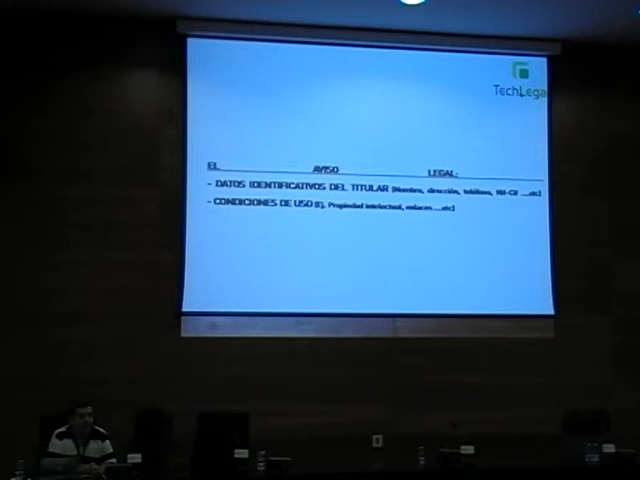 TechLega
EL AVISO LEGAL:
- DATOS IDENTIFICATIVOS DEL TITULAR (Nombre, dirección, teléfono, NIF-CIF ...etc)
- CONDICIONES DE USO (Ej. Propiedad intelectual, enlaces ...etc)